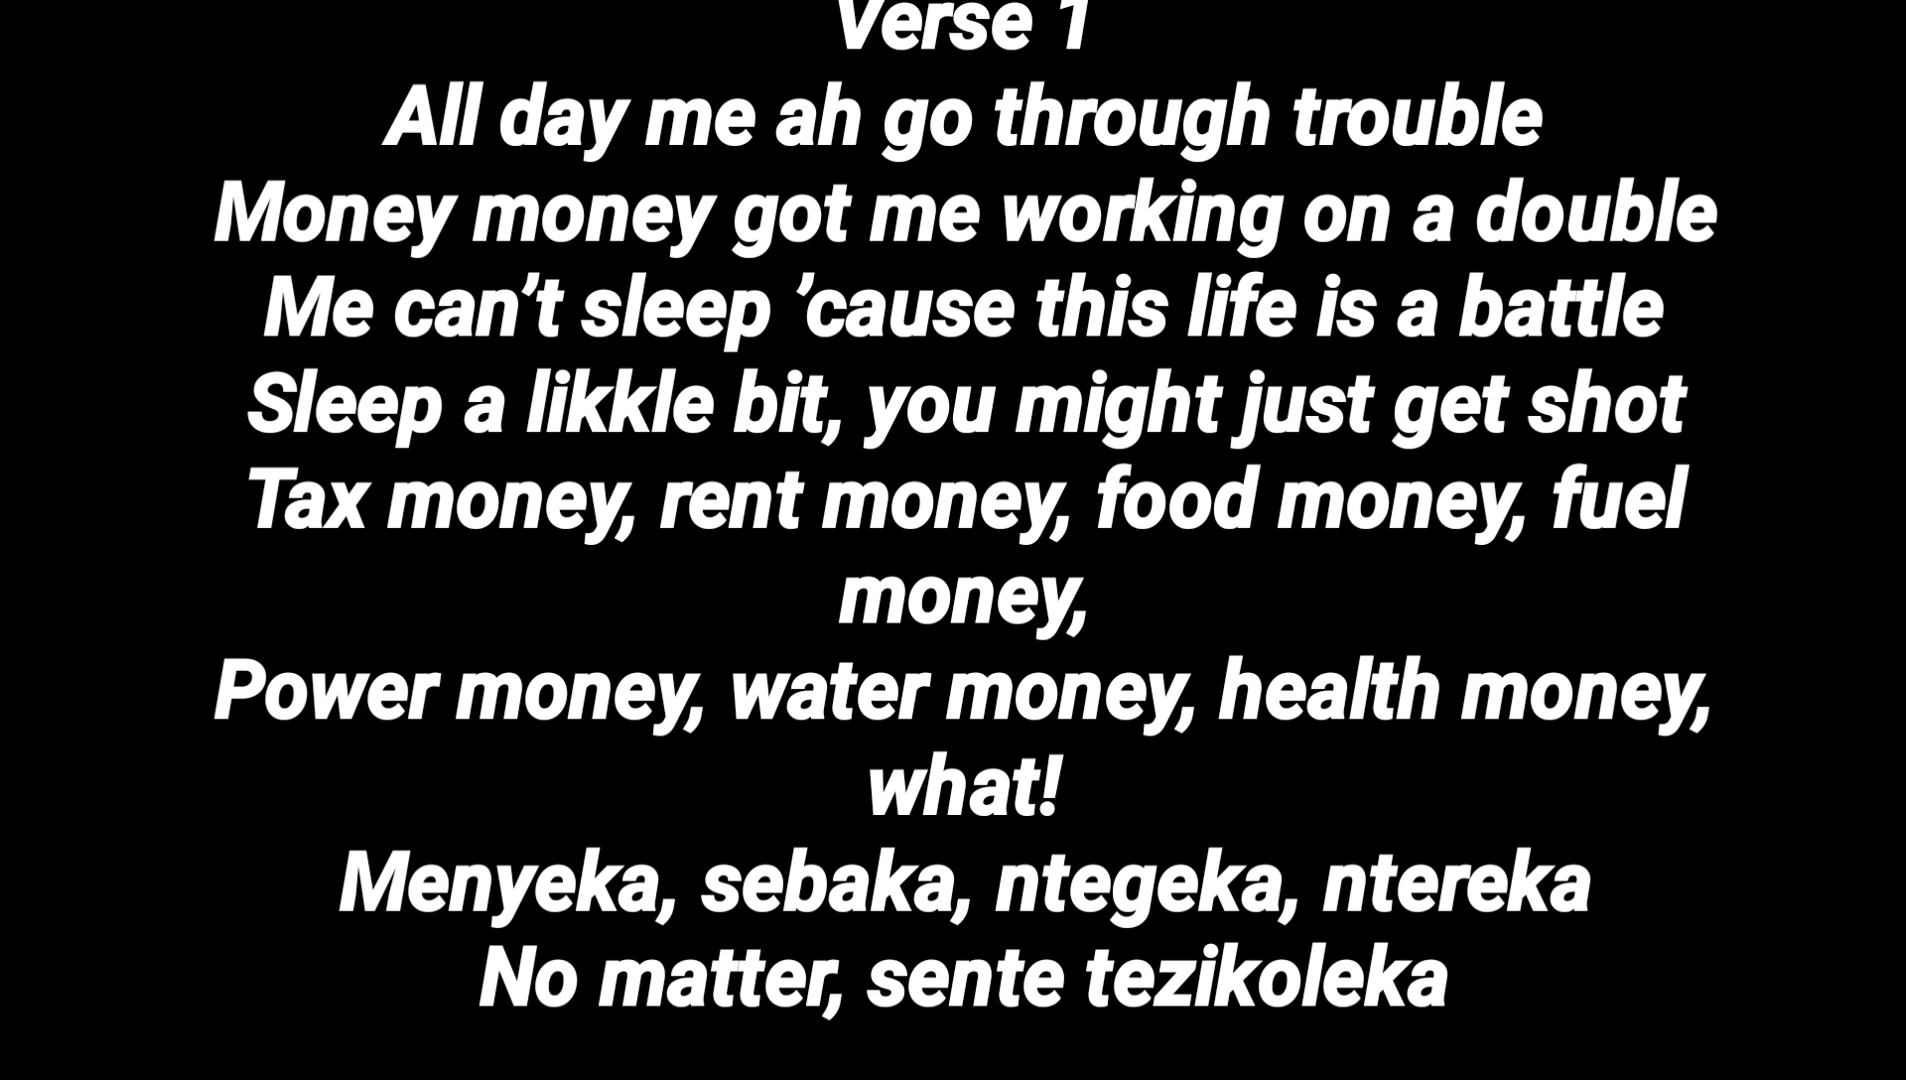 Verse 1
All day me ah go through trouble
Money money got me working on a double
Me can’t sleep ’cause this life is a battle
Sleep a likkle bit, you might just get shot
Tax money, rent money, food money, fuel
money,
Power money, water money, health money,
what!
Menyeka, sebaka, ntegeka, ntereka
No matter, sente tezikoleka